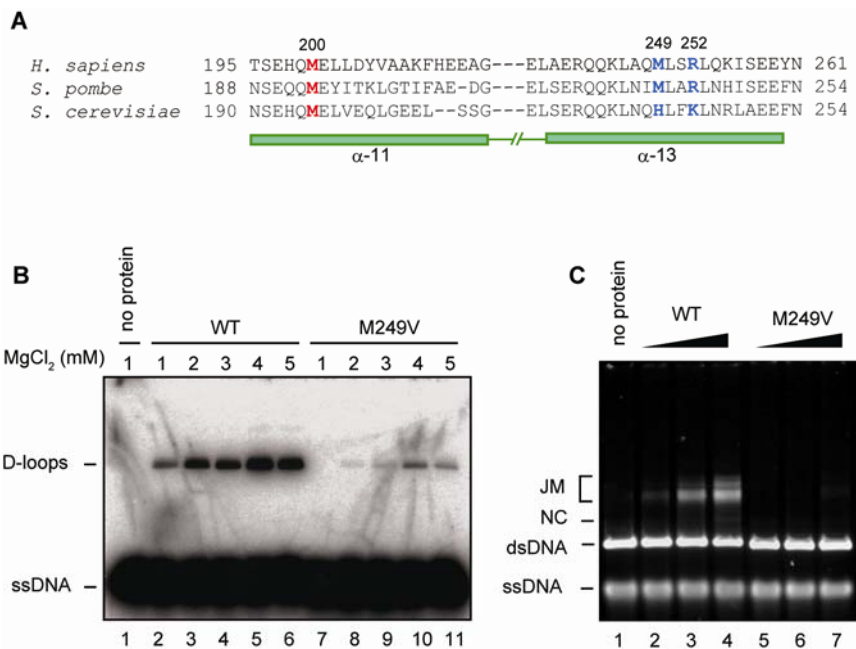 A
200 249 252
H. sapiens 195 TSEHQMELLDYVAAKFHEEAG---ELAERQQKLAQMLSRLQKISEEYN 261
S. pombe 188 NSEQQMEYITKLGTIFAE-DG---ELSERQQKLNIMLARLKNHISEEFN 254
S. cerevisiae 190 NSEHQMELVEQLGEEL--SSG---ELSERQQKLNQHLFKLNRLAEEFN 254
α-11 α-13
B
no protein WT M249V
MgCl2 (mM) 1 1 2 3 4 5 1 2 3 4 5
D-loops
ssDNA
1 2 3 4 5 6 7 8 9 10 11
C
no protein WT M249V
JM
NC
dsDNA
ssDNA
1 2 3 4 5 6 7